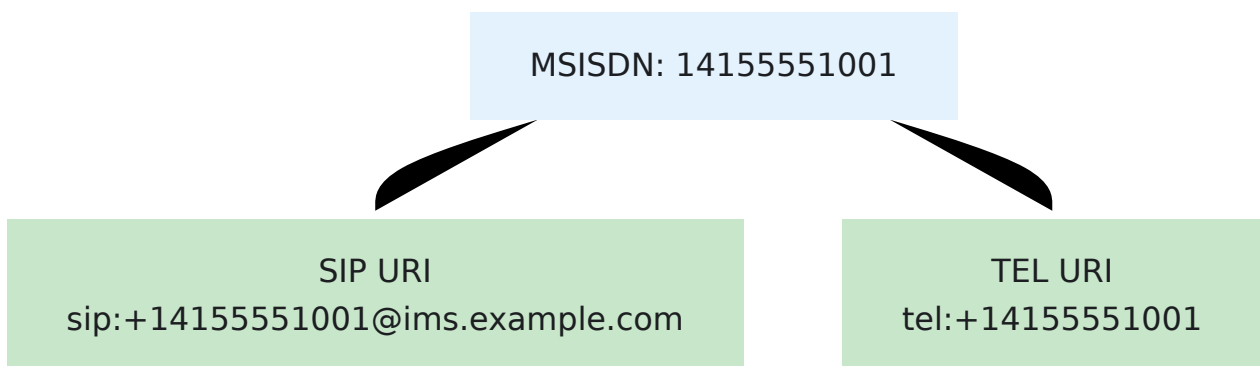 MSISDN: 14155551001
SIP URI
sip:+14155551001@ims.example.com
TEL URI
tel:+14155551001